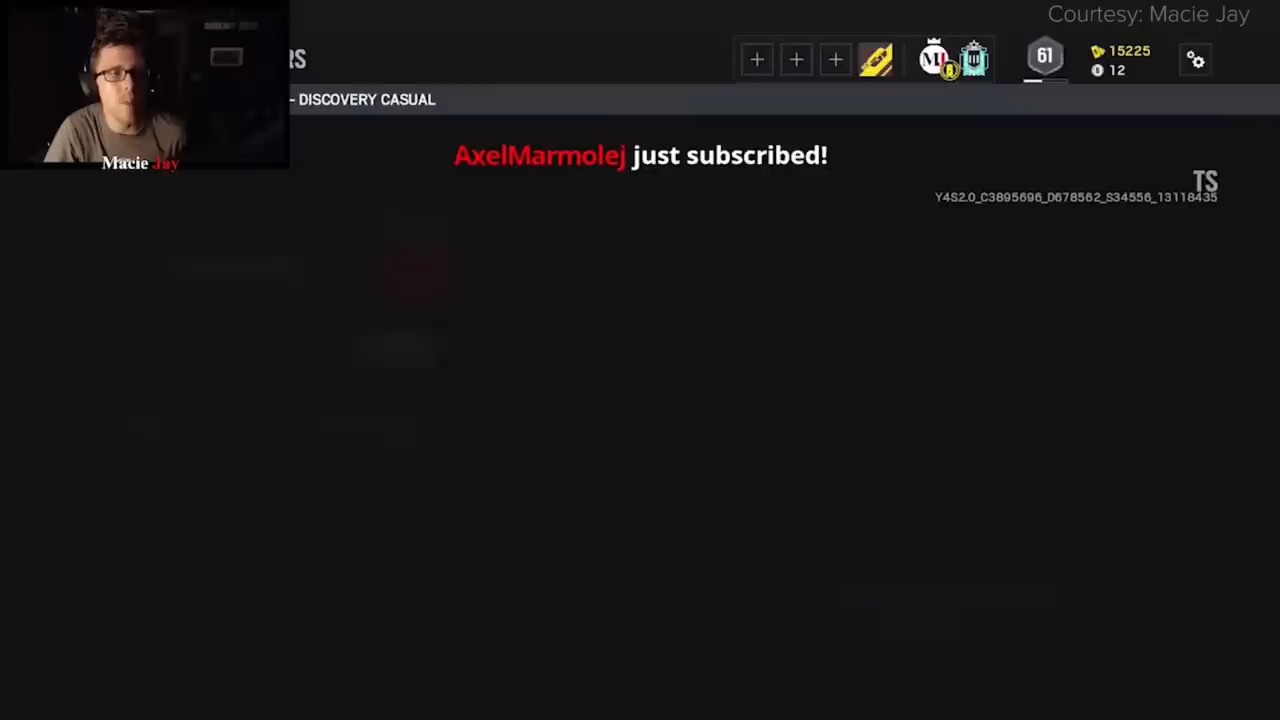 Courtesy: Macie Jay
RS
61
15225
12
- DISCOVERY CASUAL
AxelMarmolej just subscribed!
Macie Jay
TS
Y4S2.0_C3895696_D678562_S34556_13118435